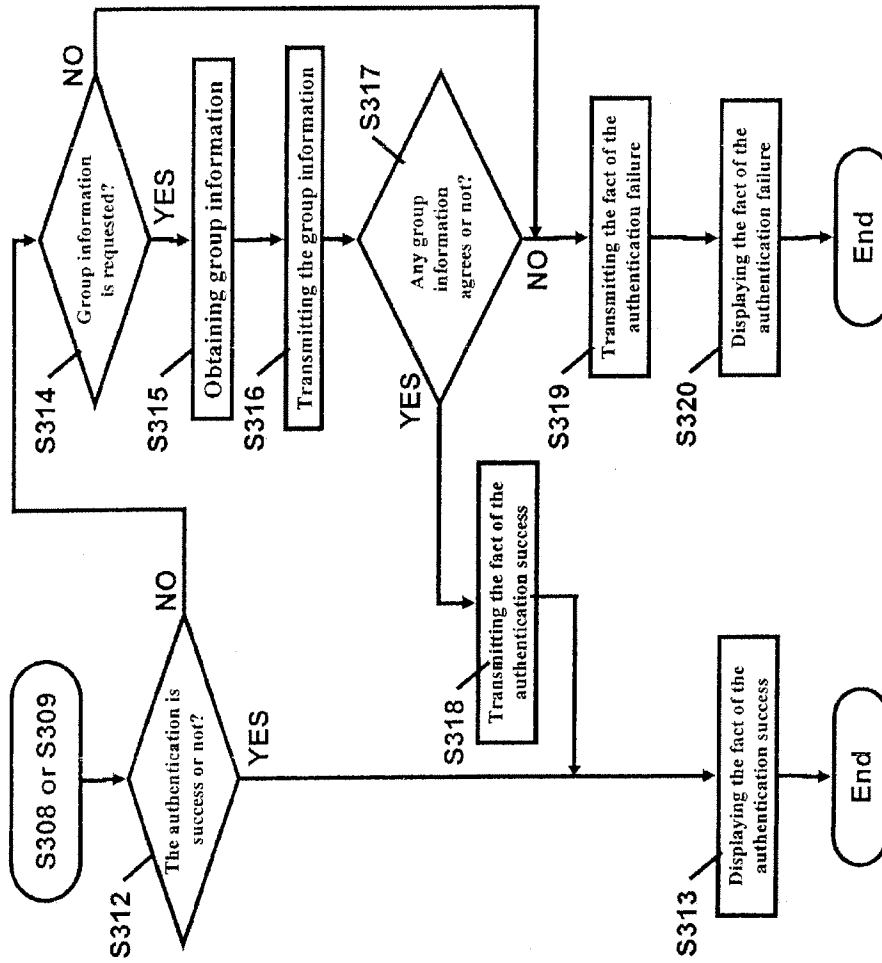 S308 or S309
S312
The authentication is
success or not?
NO
YES
S314
Group information
is requested?
NO
YES
S315
Obtaining group information
S316
Transmitting the group information
S317
Any group
information
agrees or not?
YES
NO
S318
Transmitting the fact of the
authentication success
S319
Transmitting the fact of the
authentication failure
S320
Displaying the fact of the
authentication failure
End
S313
Displaying the fact of the
authentication success
End